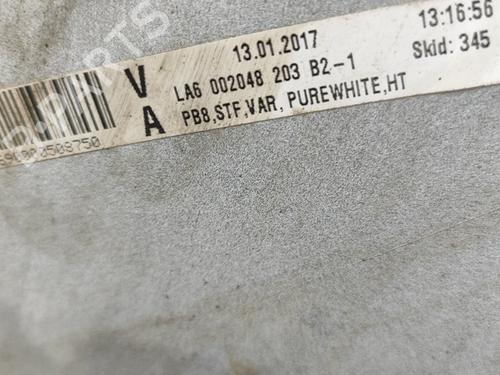 13.01.2017
13:16:56
V
LA6 002048 203 B2-1
Skid: 345
A
PB8,STF,VAR, PUREWHITE,HT